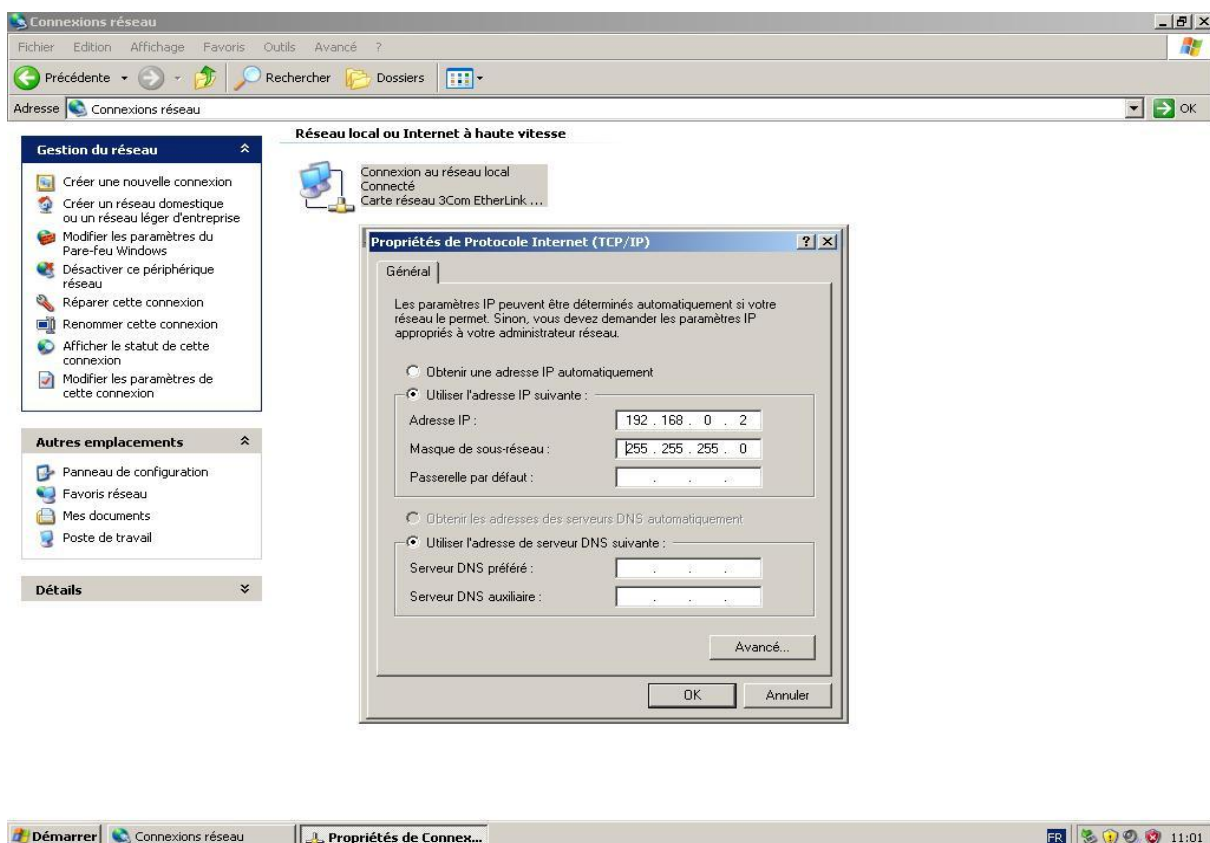 Connexions réseau
Fichier Edition Affichage Favoris Outils Avancé ?
Précédente Rechercher Dossiers
Adresse Connexions réseau OK
Gestion du réseau
Créer une nouvelle connexion
Créer un réseau domestique
ou un réseau léger d'entreprise
Modifier les paramètres du
Pare-feu Windows
Désactiver ce périphérique
réseau
Réparer cette connexion
Renommer cette connexion
Afficher le statut de cette
connexion
Modifier les paramètres de
cette connexion
Autres emplacements
Panneau de configuration
Favoris réseau
Mes documents
Poste de travail
Détails
Réseau local ou Internet à haute vitesse
Connexion au réseau local
Connecté
Carte réseau 3Com EtherLink ...
Propriétés de Protocole Internet (TCP/IP)
Général
Les paramètres IP peuvent être déterminés automatiquement si votre
réseau le permet. Sinon, vous devez demander les paramètres IP
appropriés à votre administrateur réseau.
Obtenir une adresse IP automatiquement
Utiliser l'adresse IP suivante :
Adresse IP : 192 . 168 . 0 . 2
Masque de sous-réseau : 255 . 255 . 255 . 0
Passerelle par défaut : . . .
Obtenir les adresses des serveurs DNS automatiquement
Utiliser l'adresse de serveur DNS suivante :
Serveur DNS préféré : . . .
Serveur DNS auxiliaire : . . .
Avancé...
OK Annuler
Démarrer Connexions réseau Propriétés de Connex... FR 11:01